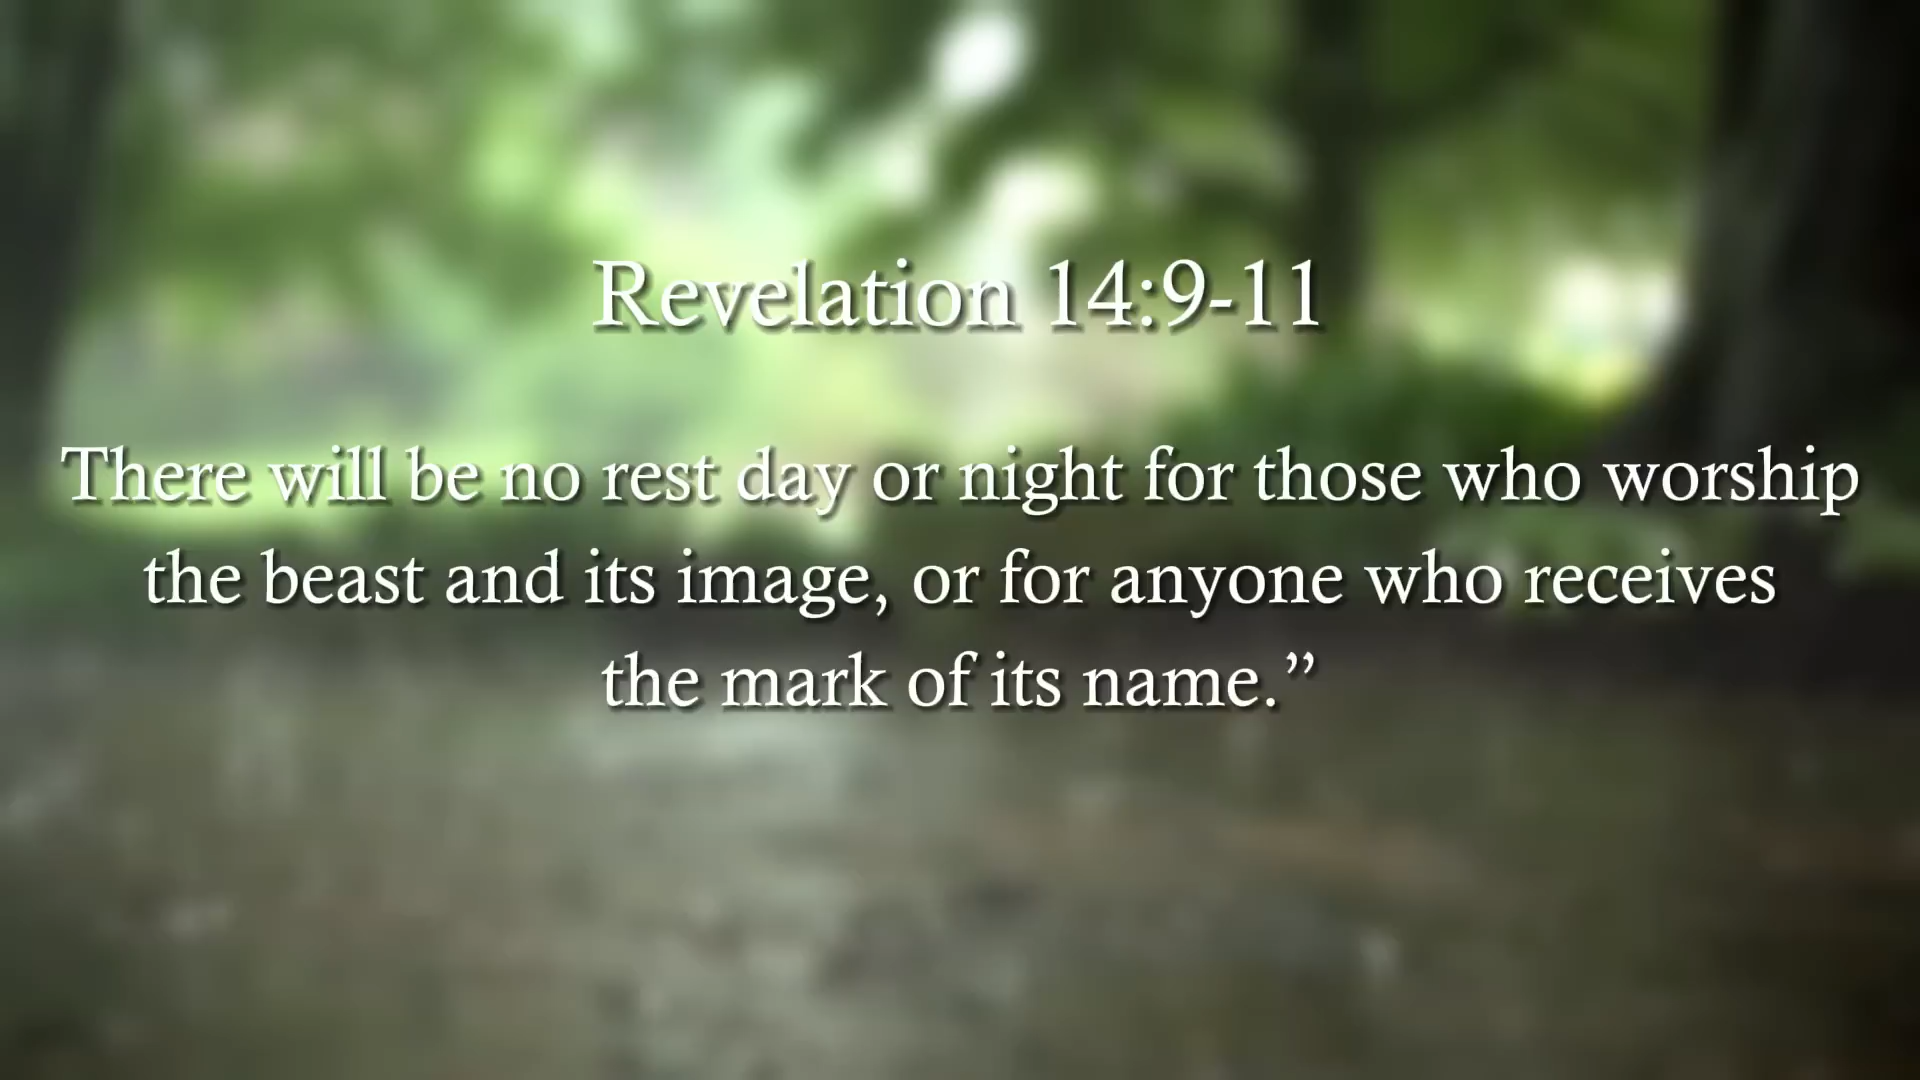 Revelation 14:9-11
There will be no rest day or night for those who worship
the beast and its image, or for anyone who receives
the mark of its name.”